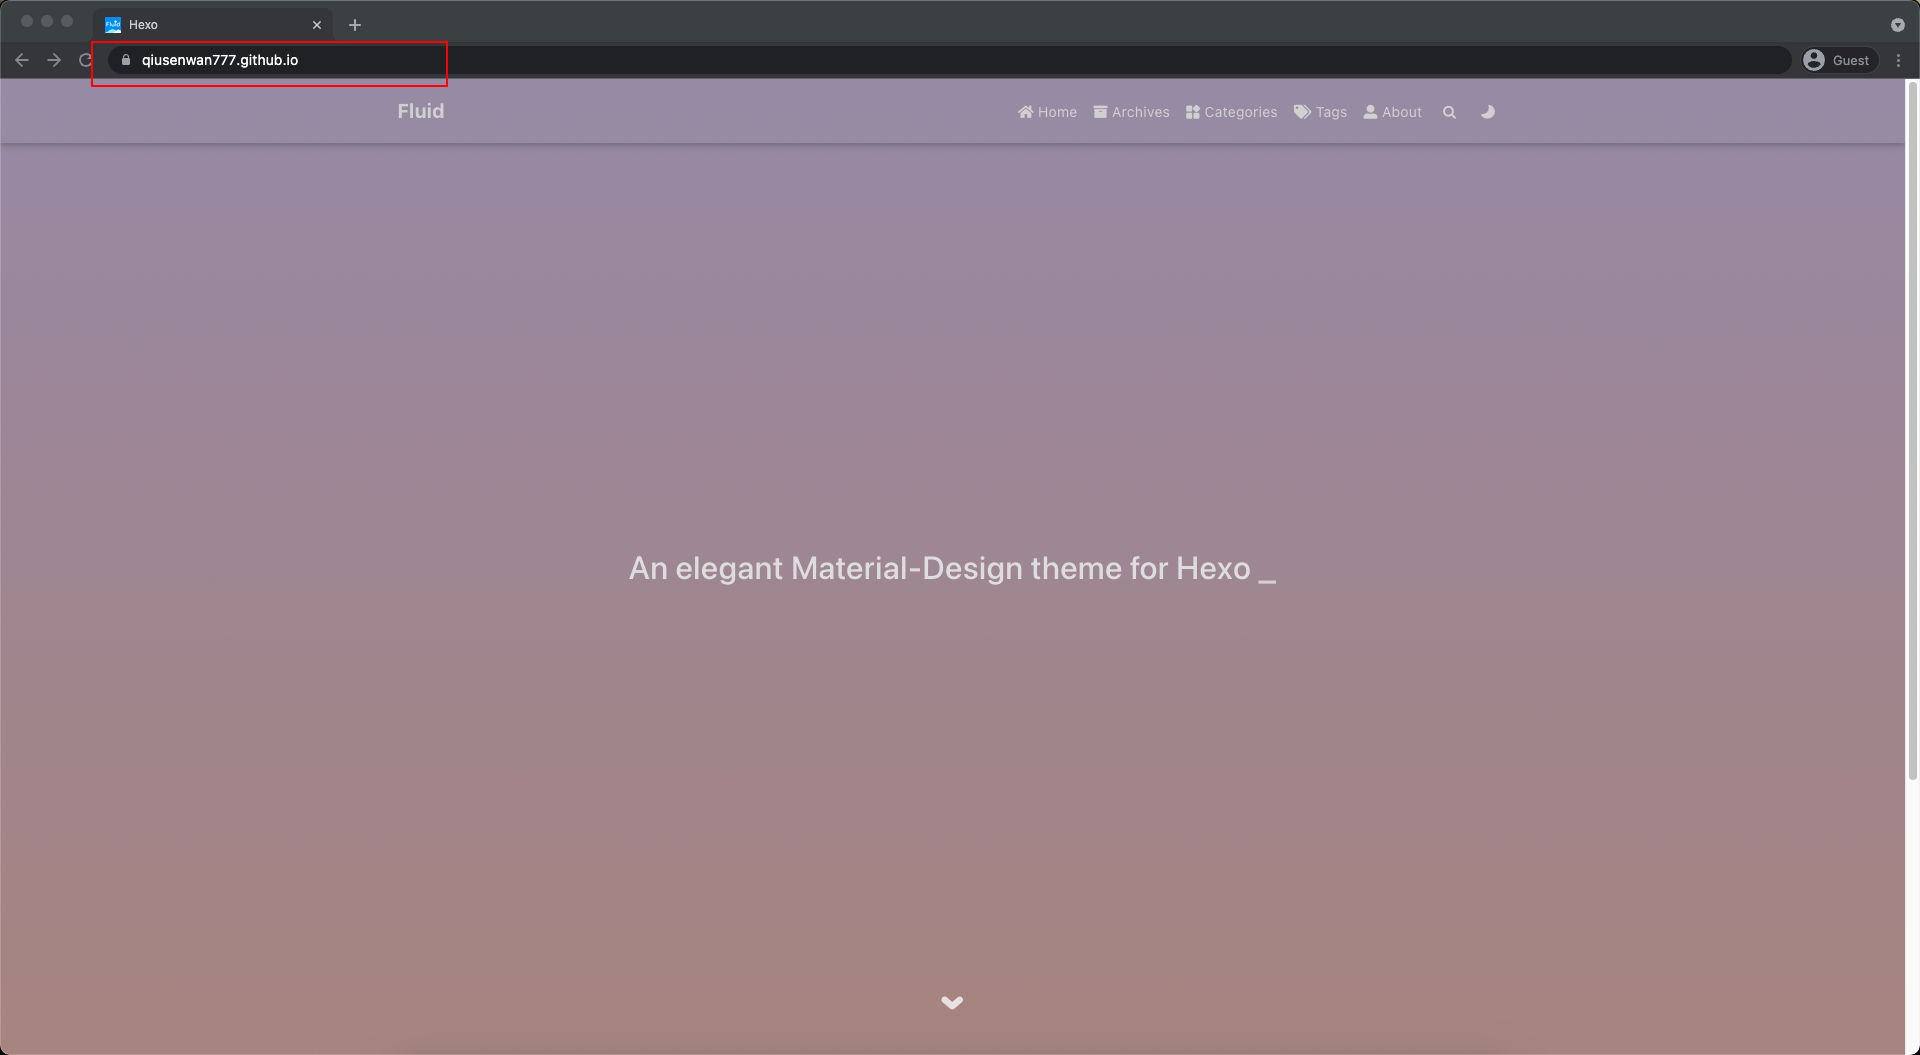 Hexo
qiusenwan777.github.io
Guest
Fluid
Home Archives Categories Tags About
An elegant Material-Design theme for Hexo _